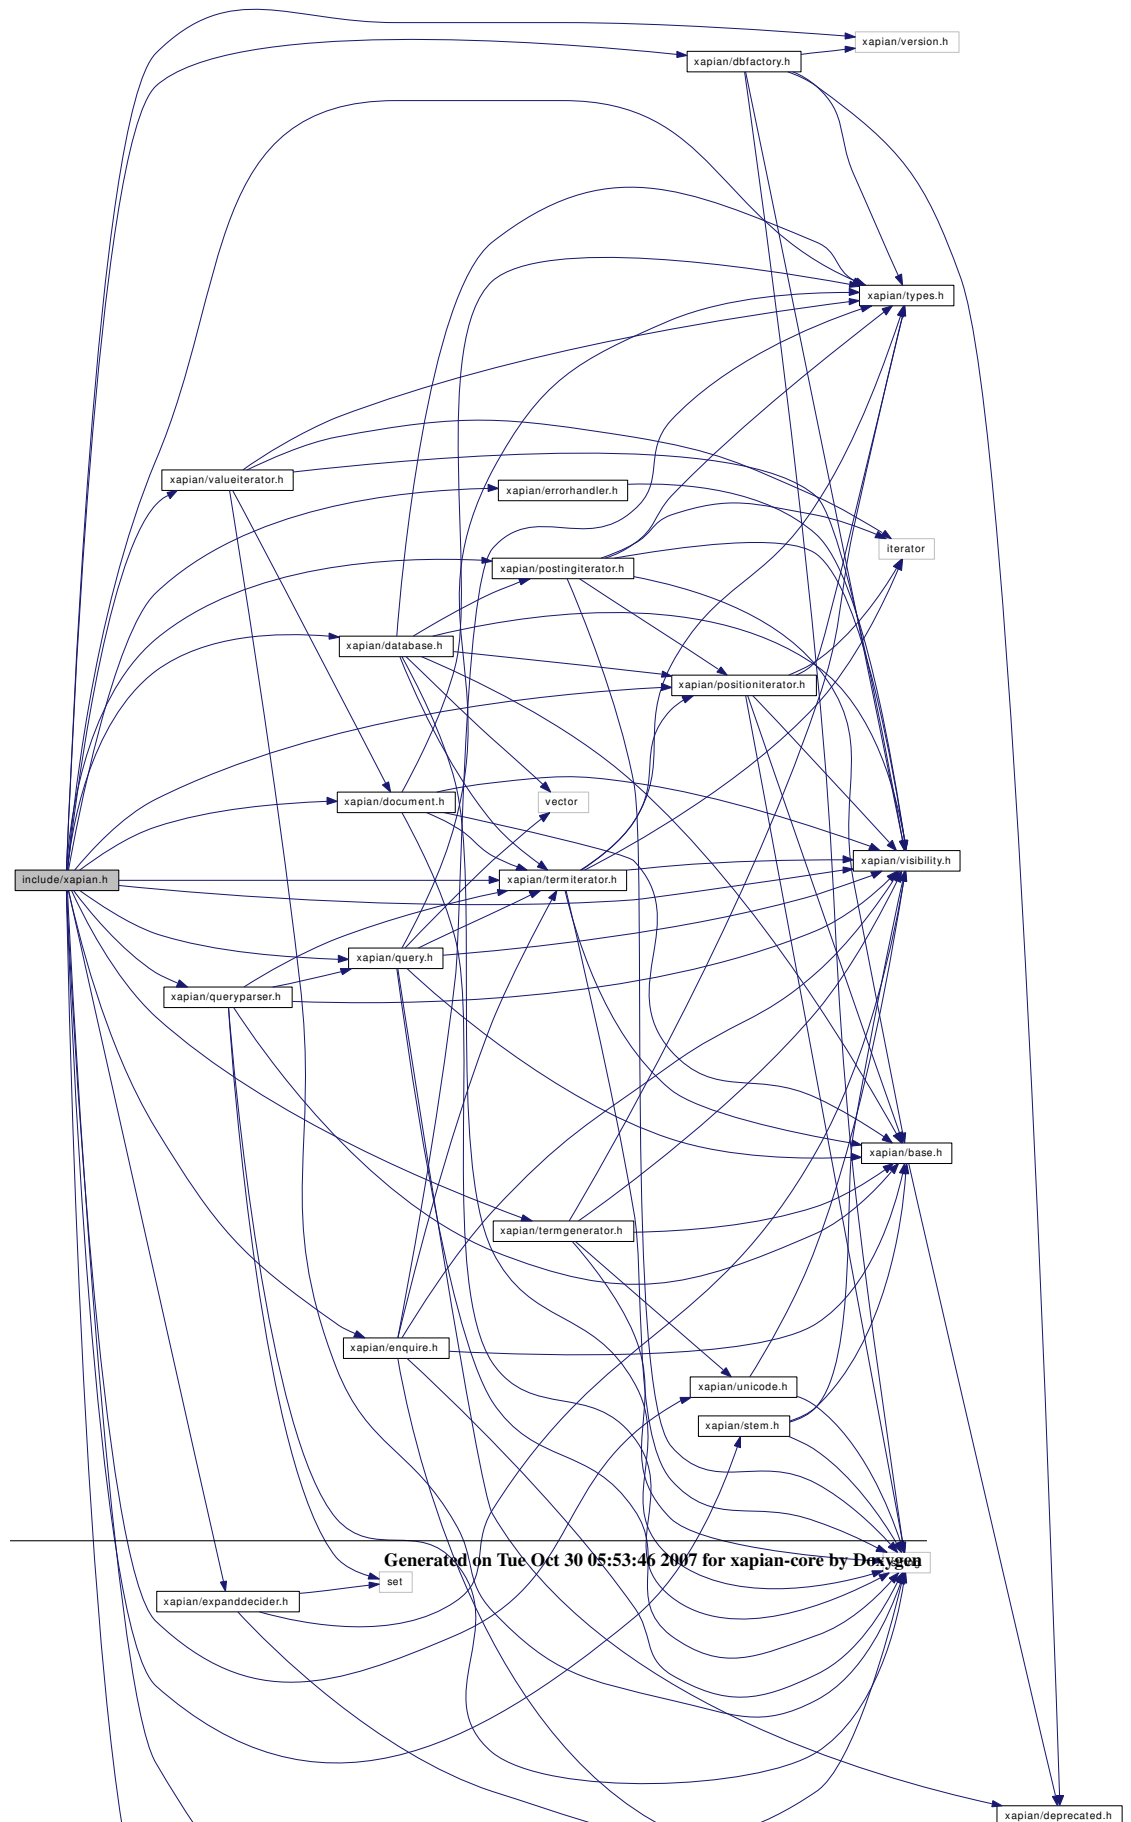 xapian/version.h
xapian/dbfactory.h
xapian/types.h
xapian/valueiterator.h
xapian/errorhandler.h
iterator
xapian/postingiterator.h
xapian/database.h
xapian/positioniterator.h
xapian/document.h
vector
xapian/visibility.h
include/xapian.h
xapian/termiterator.h
xapian/query.h
xapian/queryparser.h
xapian/base.h
xapian/termgenerator.h
xapian/enquire.h
xapian/unicode.h
xapian/stem.h
Generated on Tue Oct 30 05:53:46 2007 for xapian-core by Doxygen
set
xapian/expanddecider.h
xapian/deprecated.h